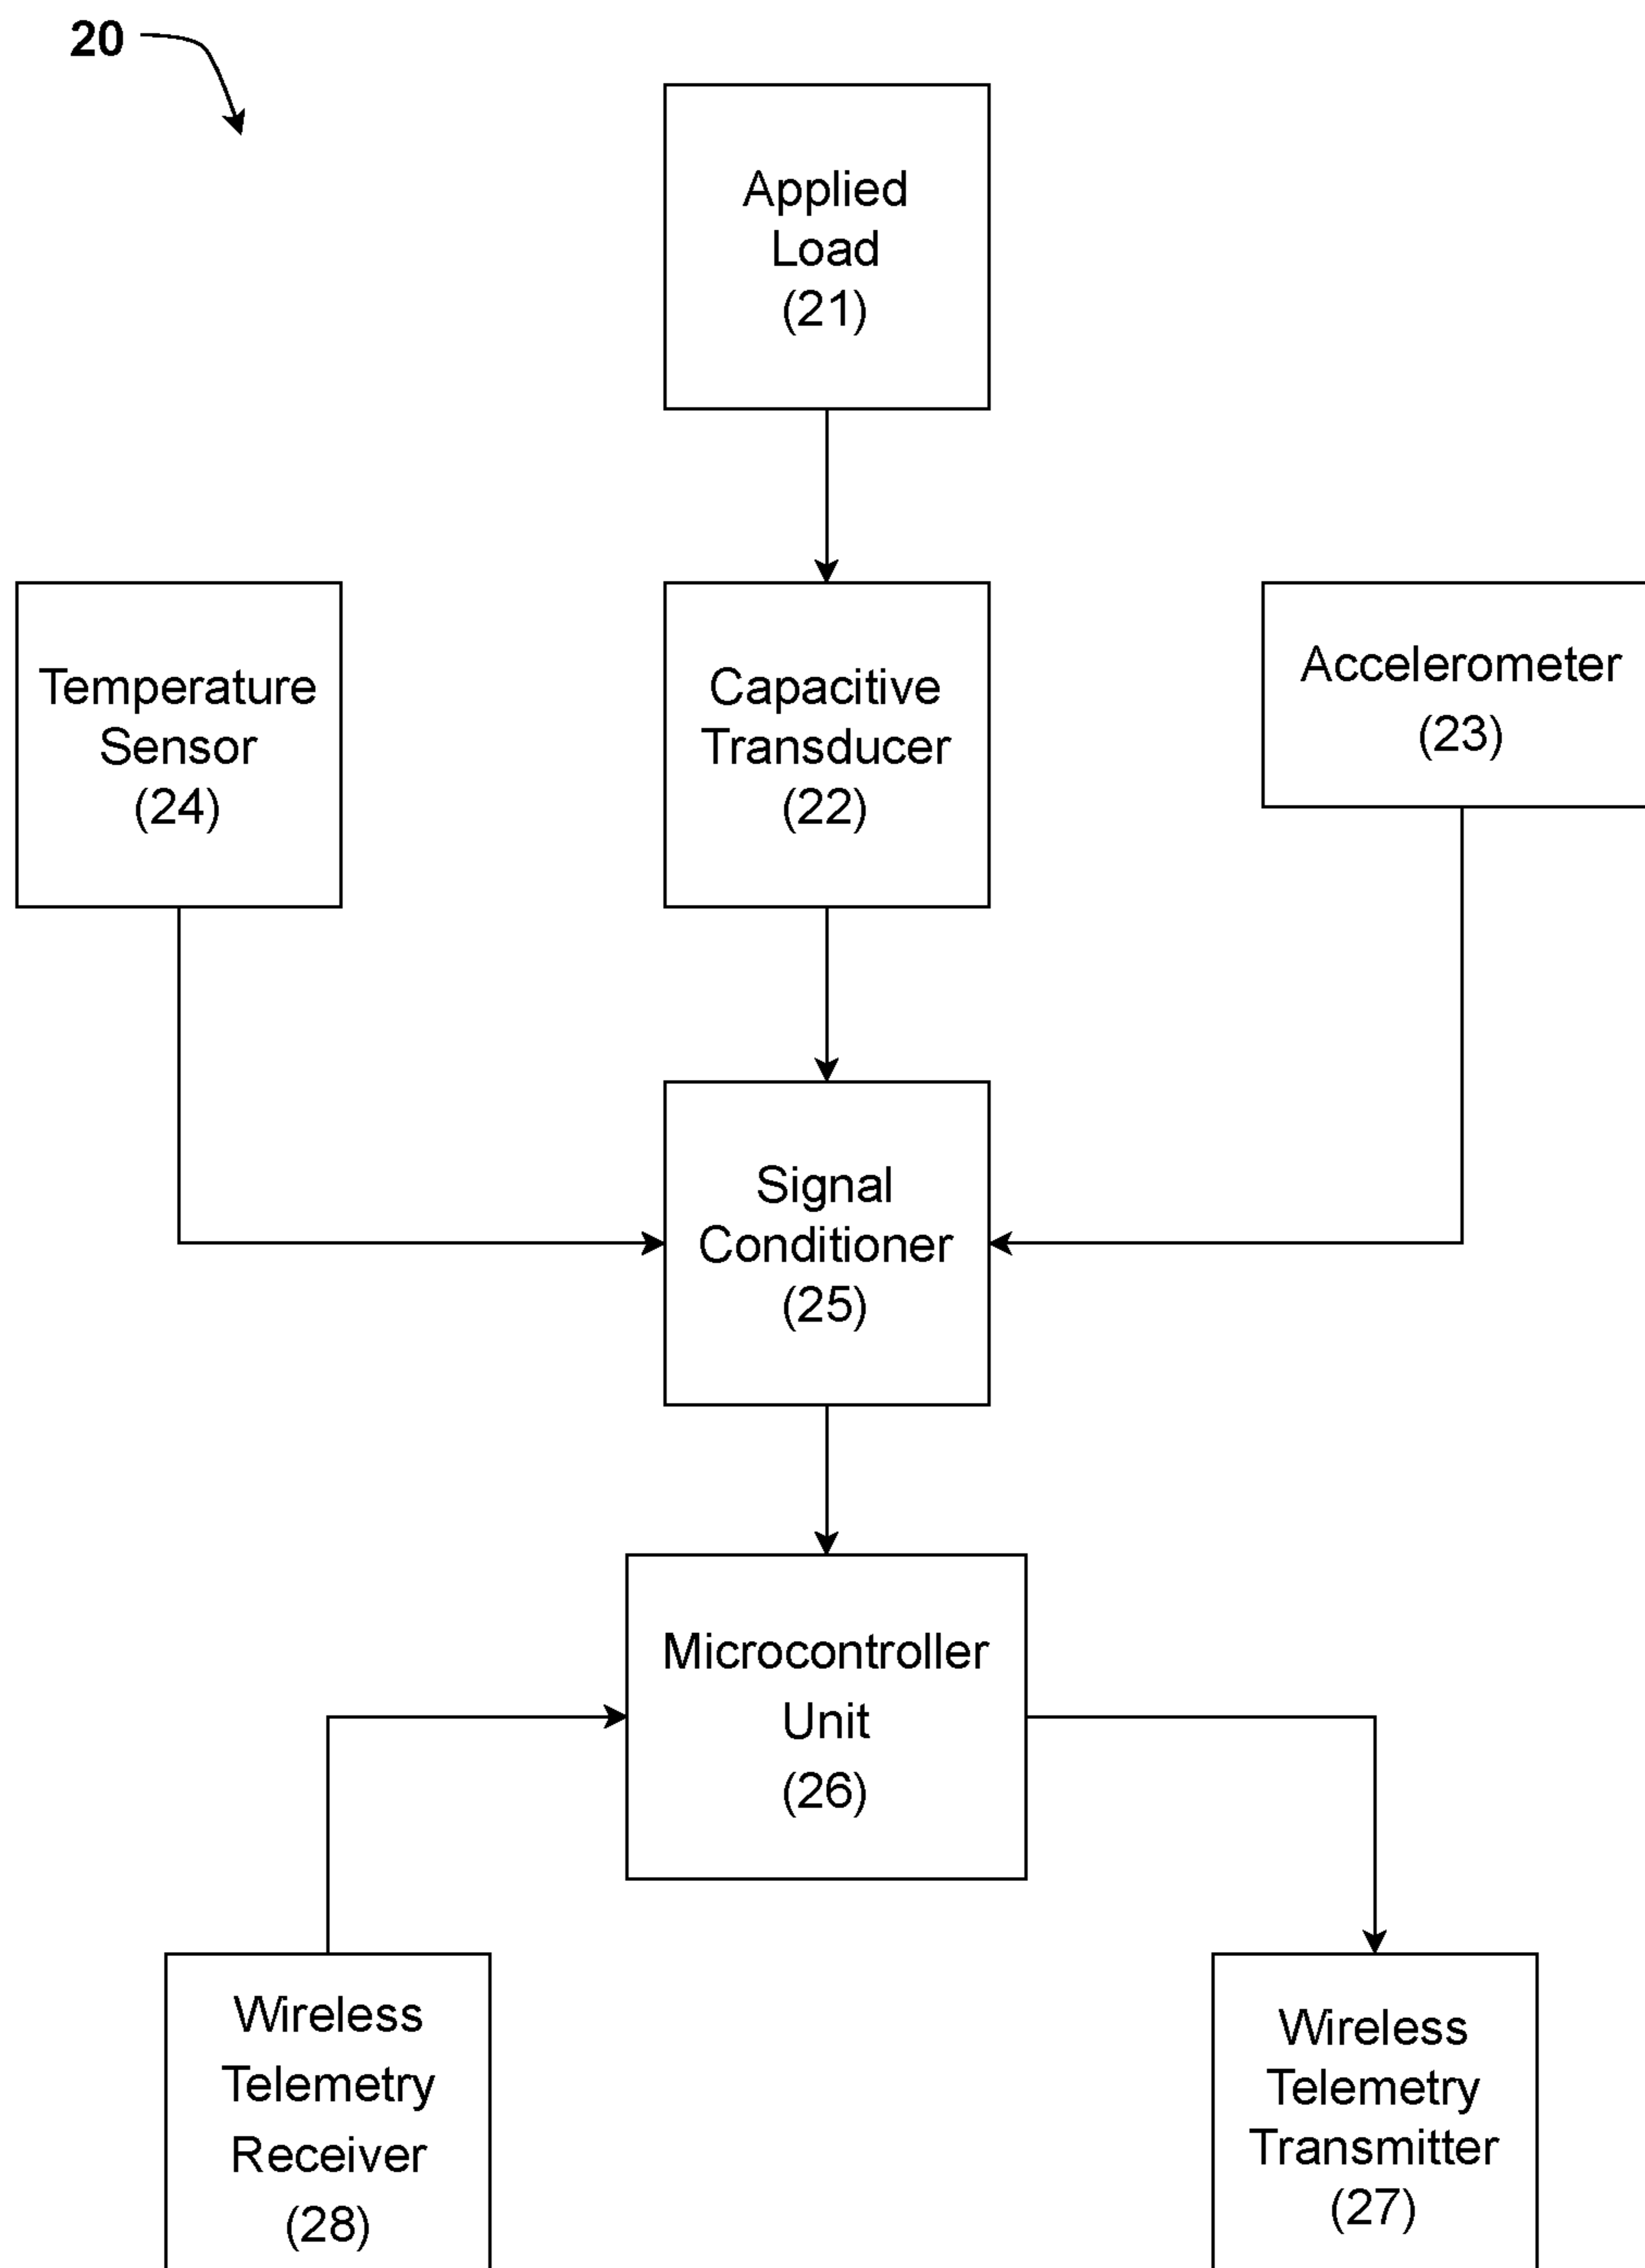 20
Applied
Load
(21)
Temperature
Sensor
(24)
Capacitive
Transducer
(22)
Accelerometer
(23)
Signal
Conditioner
(25)
Microcontroller
Unit
(26)
Wireless
Telemetry
Receiver
(28)
Wireless
Telemetry
Transmitter
(27)